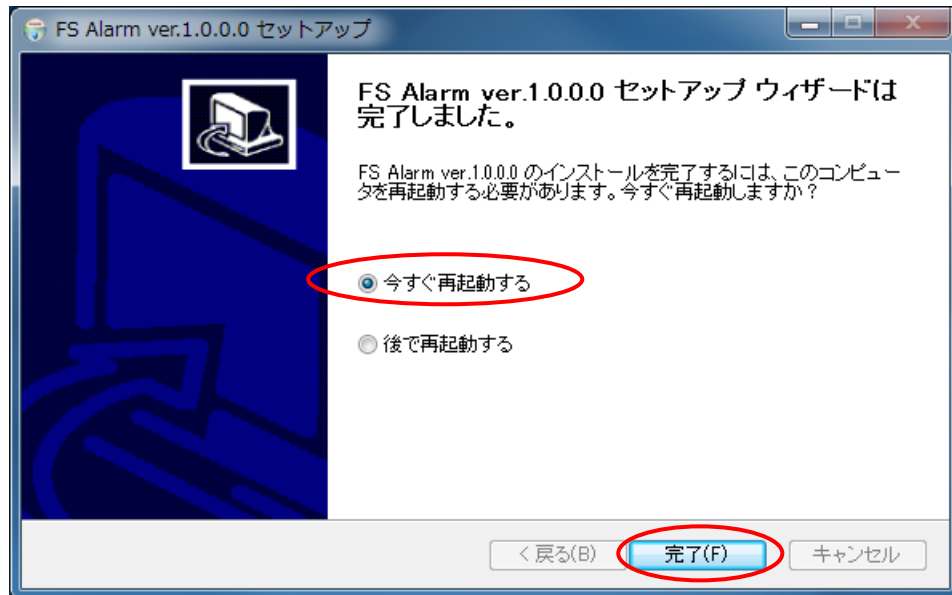 FS Alarm ver.1.0.0.0 セットアップ
FS Alarm ver.1.0.0.0 セットアップ ウィザードは
完了しました。
FS Alarm ver.1.0.0.0 のインストールを完了するには、このコンピュー
タを再起動する必要があります。今すぐ再起動しますか？
今すぐ再起動する
後で再起動する
< 戻る(B)
完了(F)
キャンセル